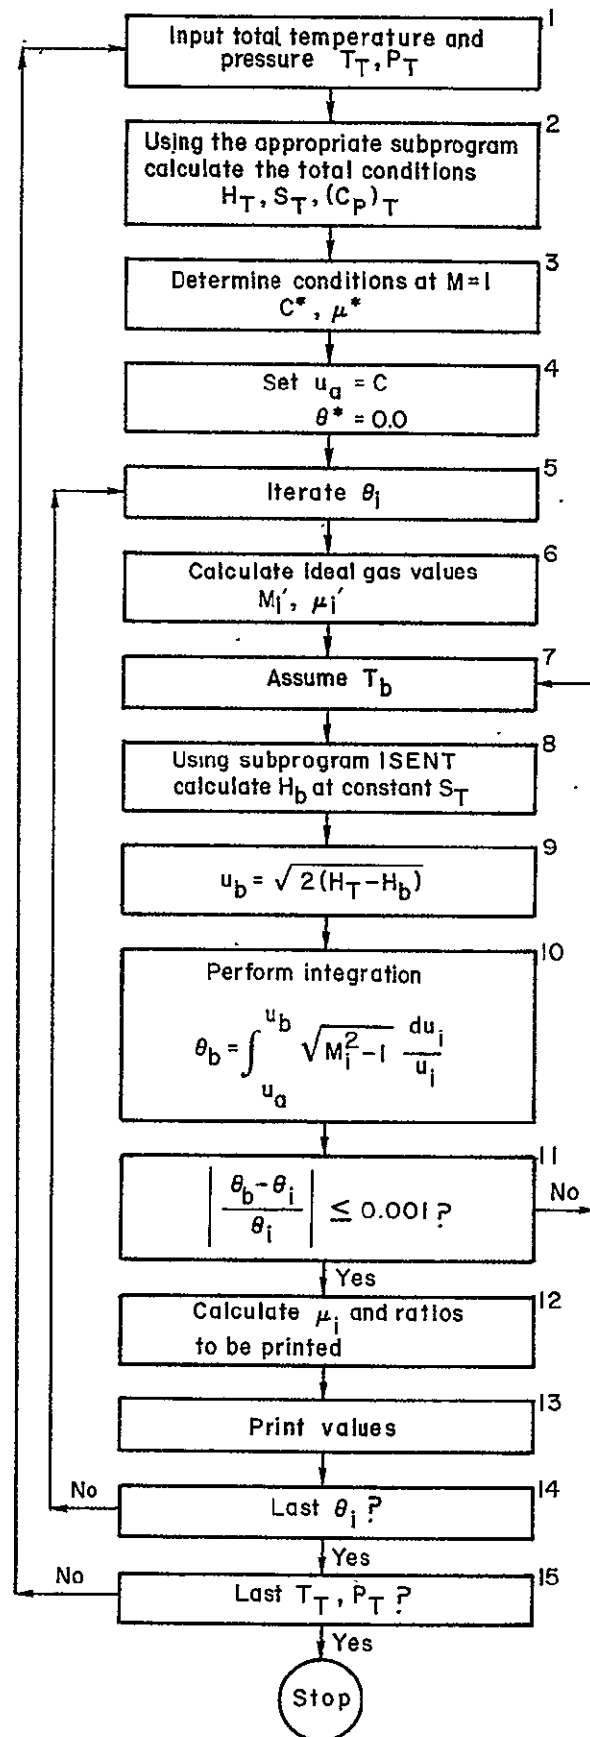 1
Input total temperature and
pressure T_T, P_T
2
Using the appropriate subprogram
calculate the total conditions
H_T, S_T, (C_P)_T
3
Determine conditions at M=1
C*, μ*
4
Set u_a = C
θ* = 0.0
5
Iterate θ_i
6
Calculate ideal gas values
M_i', μ_i'
7
Assume T_b
8
Using subprogram ISENT
calculate H_b at constant S_T
9
u_b = √2(H_T−H_b)
10
Perform integration
θ_b = ∫_{u_a}^{u_b} √M_i^2−1 du_i/u_i
11
|θ_b−θ_i / θ_i| ≤ 0.001?
No
Yes
12
Calculate μ_i and ratios
to be printed
13
Print values
14
No
Last θ_i?
Yes
15
No
Last T_T, P_T?
Yes
Stop